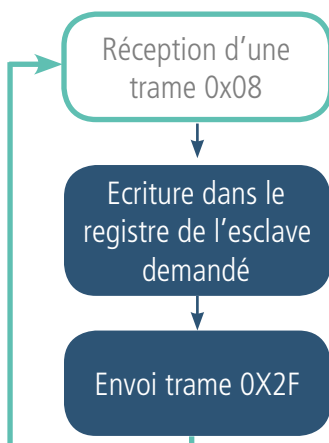 Réception d’une
trame 0x08
Ecriture dans le
registre de l’esclave
demandé
Envoi trame 0X2F